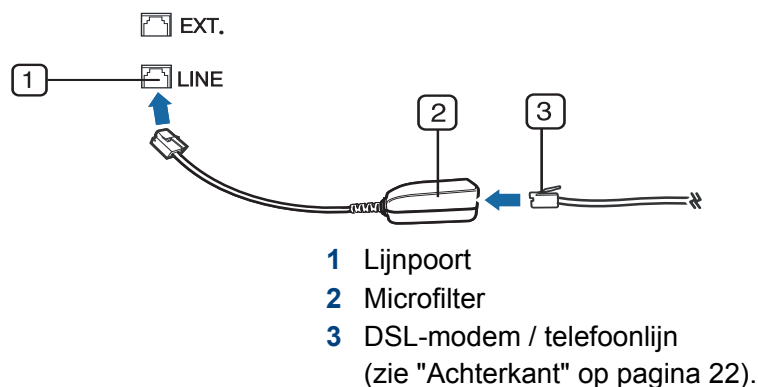 EXT.
1 LINE
2 3
1 Lijnpoort
2 Microfilter
3 DSL-modem / telefoonlijn
(zie "Achterkant" op pagina 22).